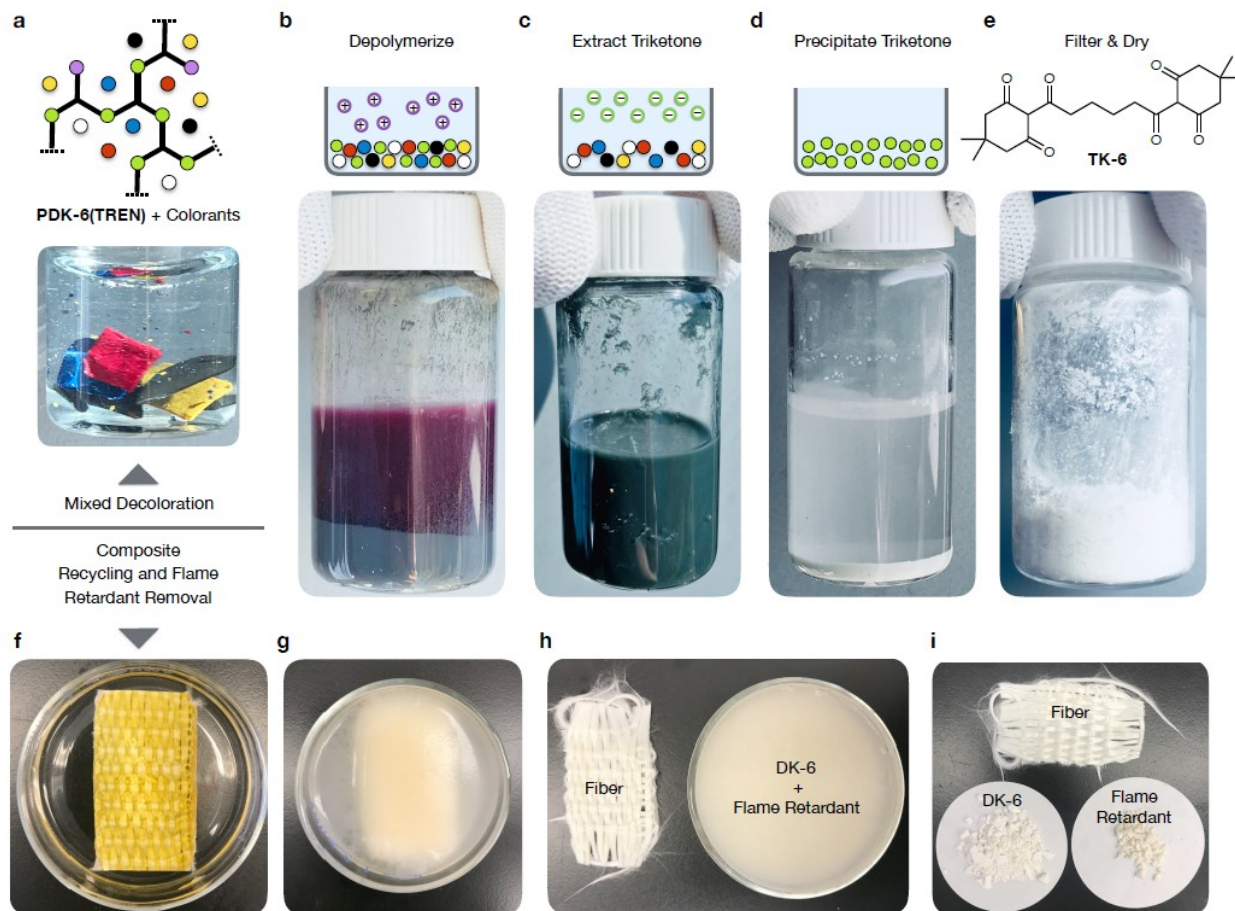 a
PDK-6(TREN) + Colorants
Mixed Decoloration
Composite
Recycling and Flame
Retardant Removal
b
Depolymerize
+ + + + + + + +
c
Extract Triketone
− − − − − − − − −
d
Precipitate Triketone
e
Filter & Dry
O O O O O O
TK-6
f
g
h
Fiber
DK-6
+
Flame Retardant
i
Fiber
DK-6
Flame
Retardant